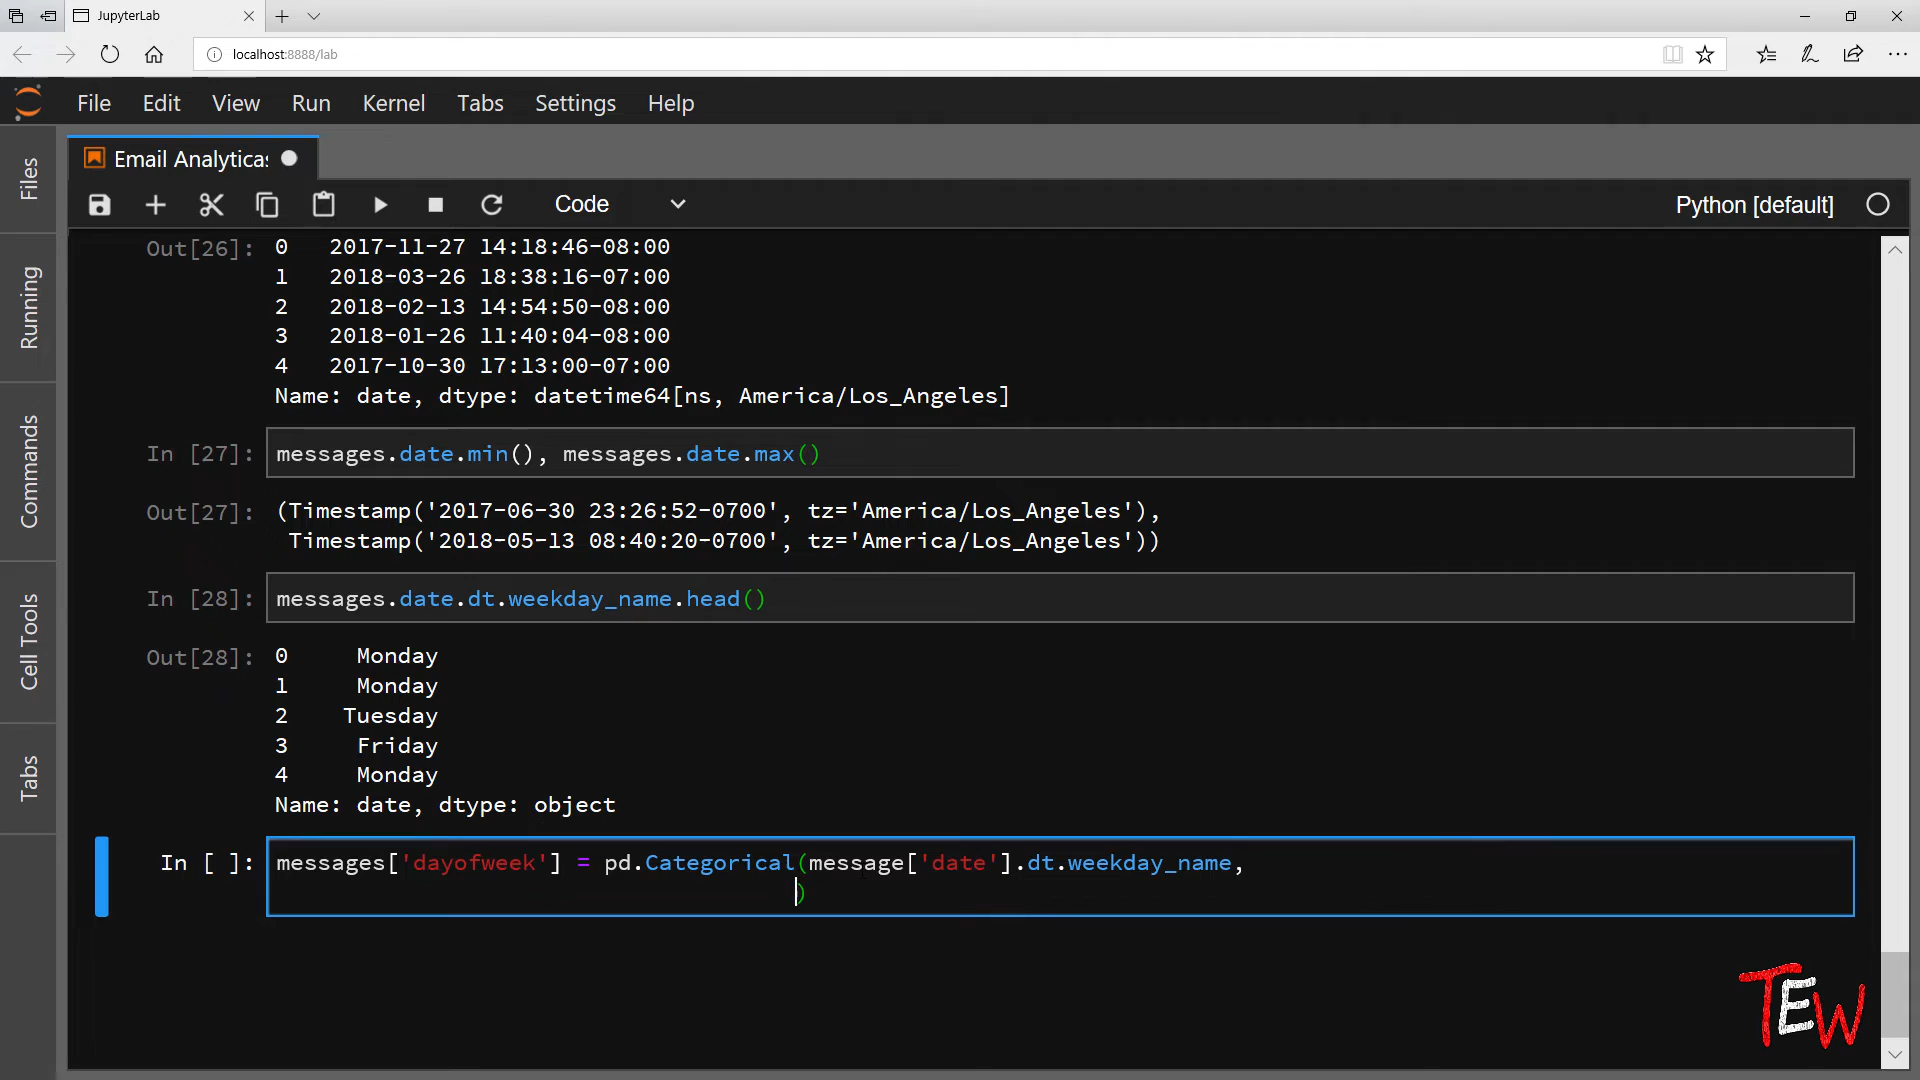 JupyterLab
localhost:8888/lab
File Edit View Run Kernel Tabs Settings Help
Email Analyticas
Code
Python [default]
Files
Running
Commands
Cell Tools
Tabs
Out[26]: 0 2017-11-27 14:18:46-08:00
1 2018-03-26 18:38:16-07:00
2 2018-02-13 14:54:50-08:00
3 2018-01-26 11:40:04-08:00
4 2017-10-30 17:13:00-07:00
Name: date, dtype: datetime64[ns, America/Los_Angeles]
In [27]: messages.date.min(), messages.date.max()
Out[27]: (Timestamp('2017-06-30 23:26:52-0700', tz='America/Los_Angeles'),
Timestamp('2018-05-13 08:40:20-0700', tz='America/Los_Angeles'))
In [28]: messages.date.dt.weekday_name.head()
Out[28]: 0 Monday
1 Monday
2 Tuesday
3 Friday
4 Monday
Name: date, dtype: object
In [ ]: messages['dayofweek'] = pd.Categorical(message['date'].dt.weekday_name,
)
TEW